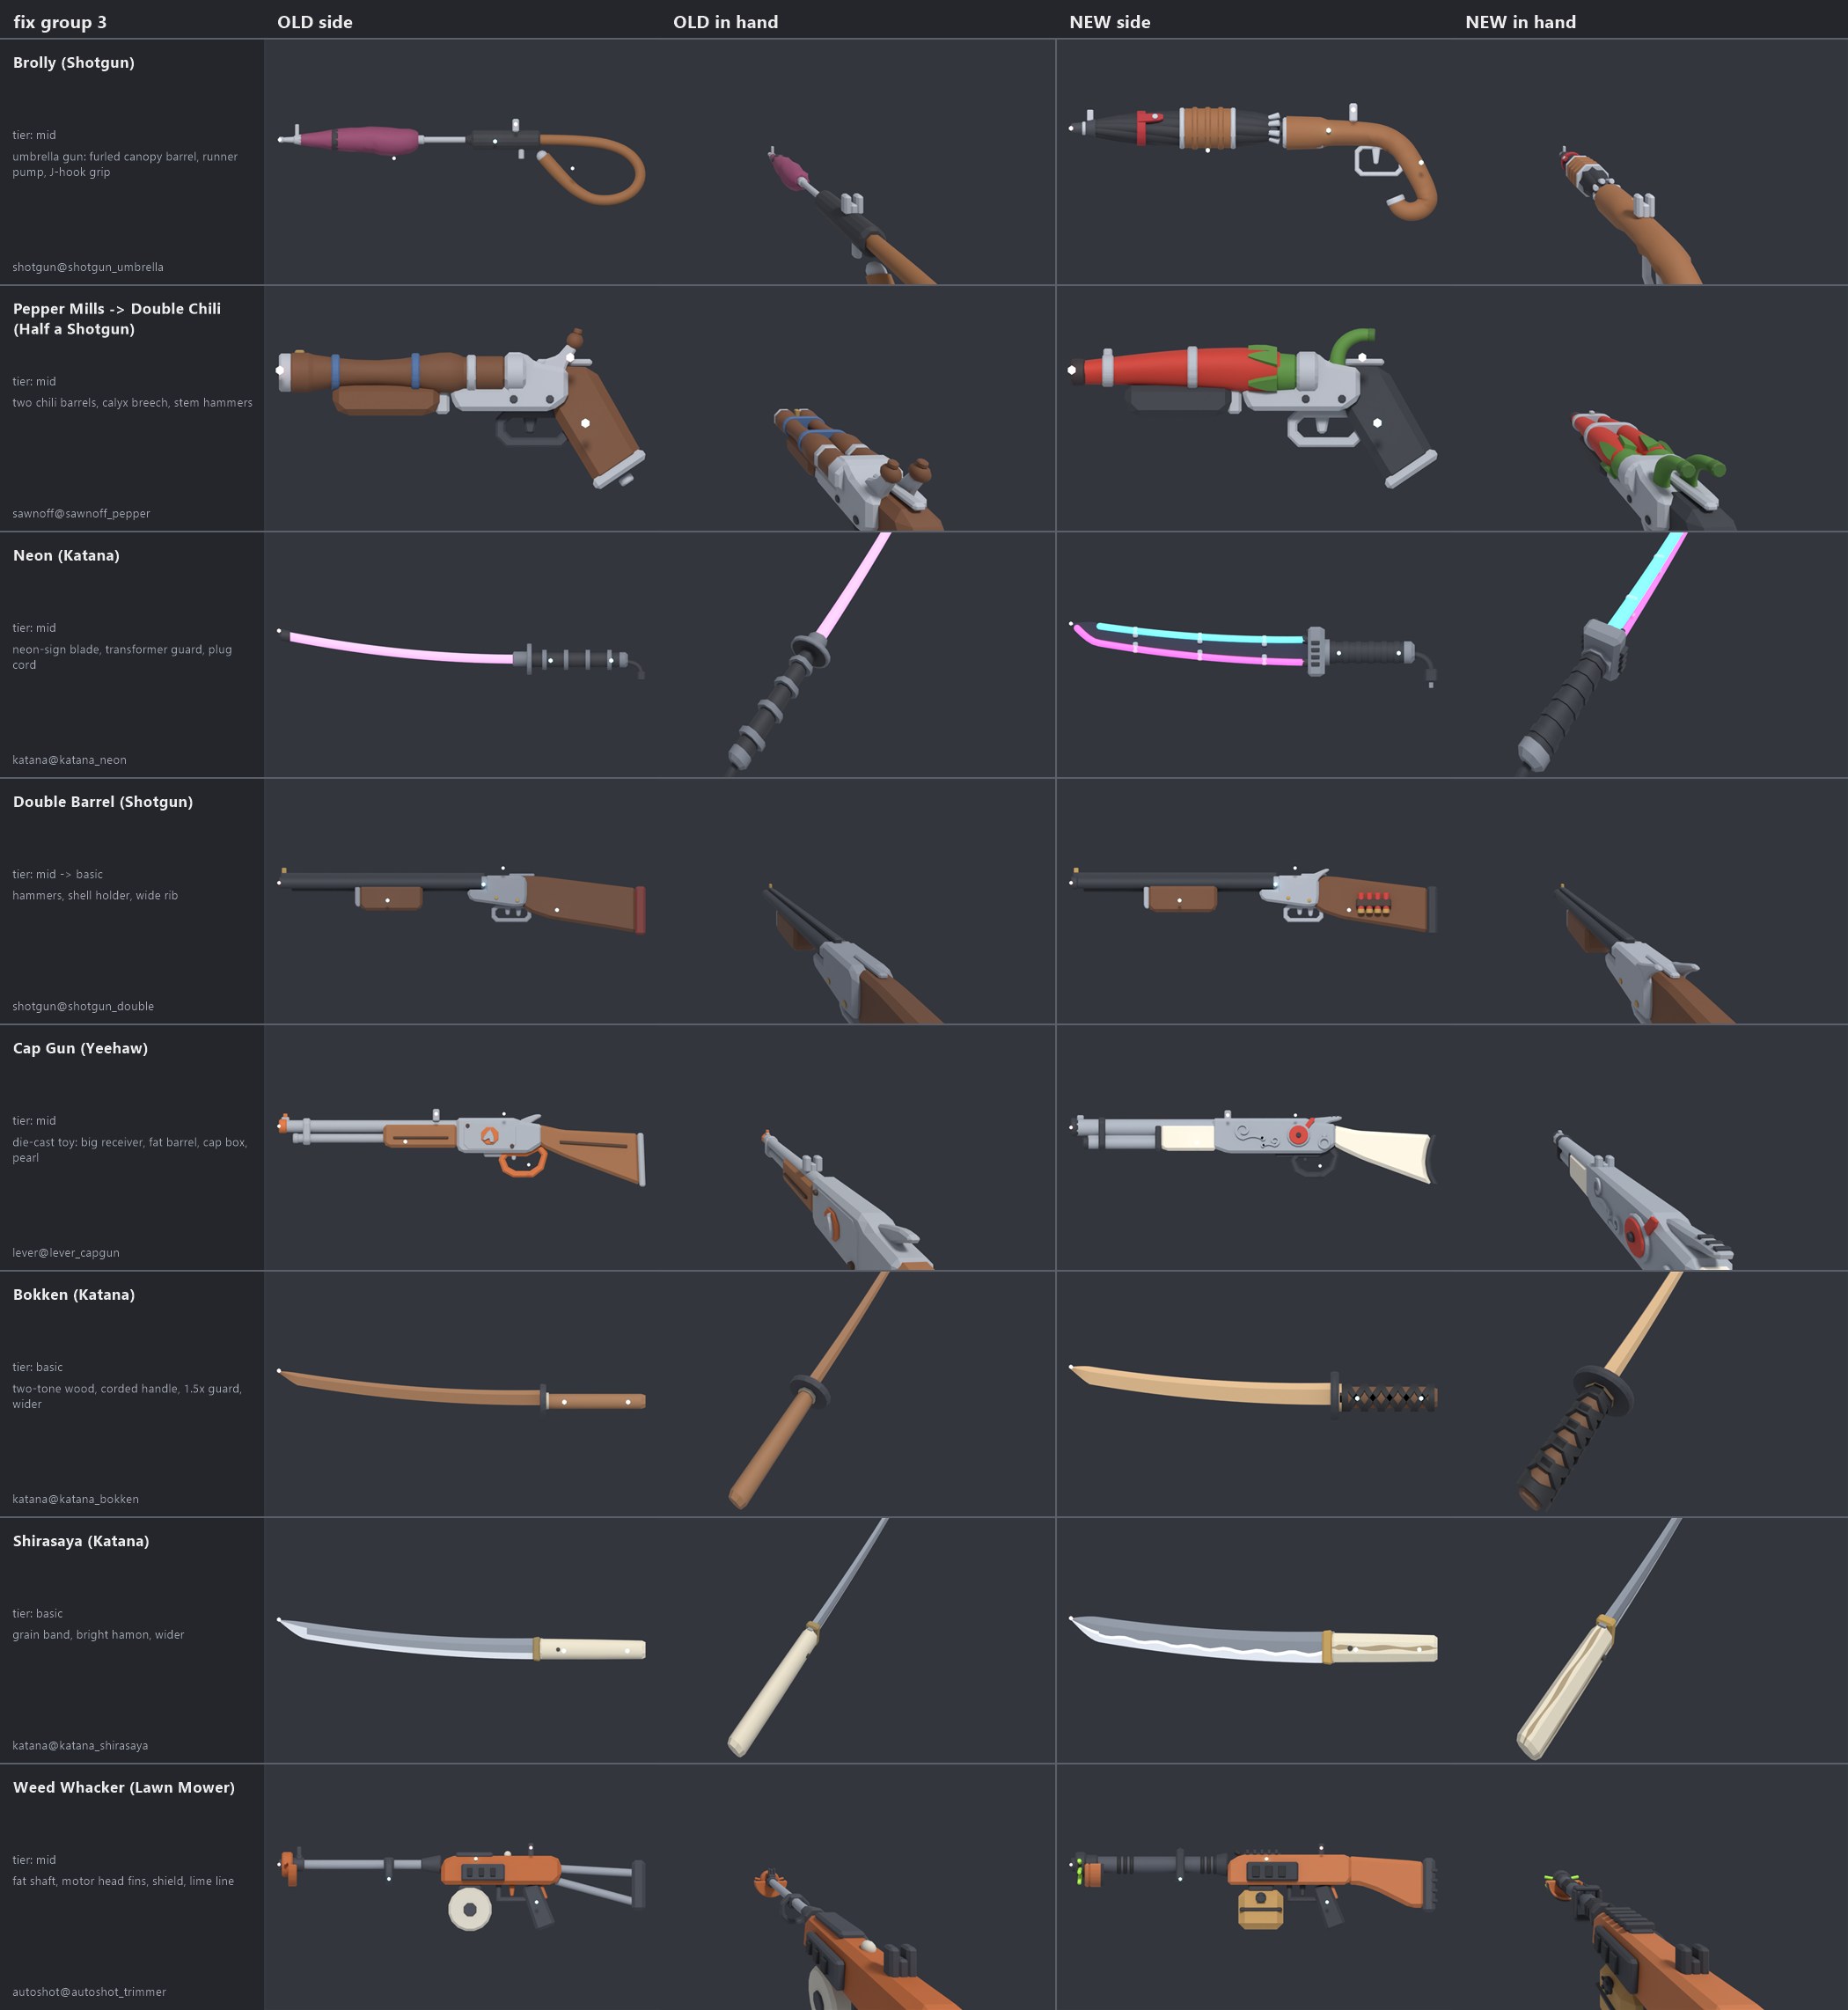 fix group 3
OLD side
OLD in hand
NEW side
NEW in hand
Brolly (Shotgun)
tier: mid
umbrella gun: furled canopy barrel, runner
pump, J-hook grip
shotgun@shotgun_umbrella
Pepper Mills -> Double Chili
(Half a Shotgun)
tier: mid
two chili barrels, calyx breech, stem hammers
sawnoff@sawnoff_pepper
Neon (Katana)
tier: mid
neon-sign blade, transformer guard, plug
cord
katana@katana_neon
Double Barrel (Shotgun)
tier: mid -> basic
hammers, shell holder, wide rib
shotgun@shotgun_double
Cap Gun (Yeehaw)
tier: mid
die-cast toy: big receiver, fat barrel, cap box,
pearl
lever@lever_capgun
Bokken (Katana)
tier: basic
two-tone wood, corded handle, 1.5x guard,
wider
katana@katana_bokken
Shirasaya (Katana)
tier: basic
grain band, bright hamon, wider
katana@katana_shirasaya
Weed Whacker (Lawn Mower)
tier: mid
fat shaft, motor head fins, shield, lime line
autoshot@autoshot_trimmer